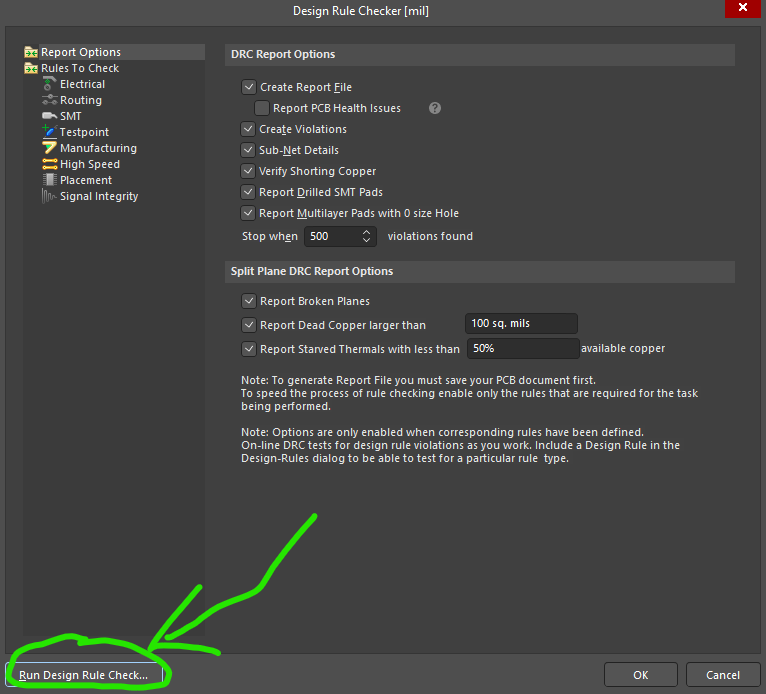 Design Rule Checker [mil]
Report Options
Rules To Check
Electrical
Routing
SMT
Testpoint
Manufacturing
High Speed
Placement
Signal Integrity
DRC Report Options
Create Report File
Report PCB Health Issues
Create Violations
Sub-Net Details
Verify Shorting Copper
Report Drilled SMT Pads
Report Multilayer Pads with 0 size Hole
Stop when 500 violations found
Split Plane DRC Report Options
Report Broken Planes
Report Dead Copper larger than 100 sq. mils
Report Starved Thermals with less than 50% available copper
Note: To generate Report File you must save your PCB document first.
To speed the process of rule checking enable only the rules that are required for the task
being performed.
Note: Options are only enabled when corresponding rules have been defined.
On-line DRC tests for design rule violations as you work. Include a Design Rule in the
Design-Rules dialog to be able to test for a particular rule type.
Run Design Rule Check... OK Cancel